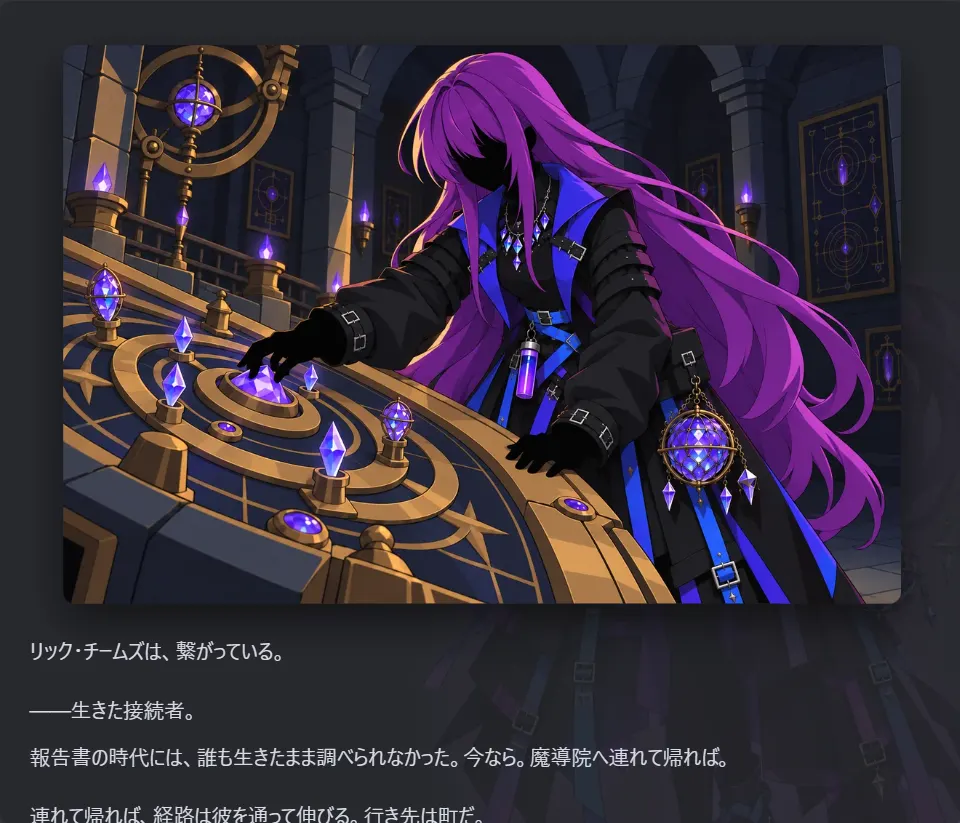 リック・チームズは、繋がっている。
――生きた接続者。
報告書の時代には、誰も生きたまま調べられなかった。今なら。魔導院へ連れて帰れば。
連れて帰れば、経路は彼を通って伸びる。行き先は町だ。